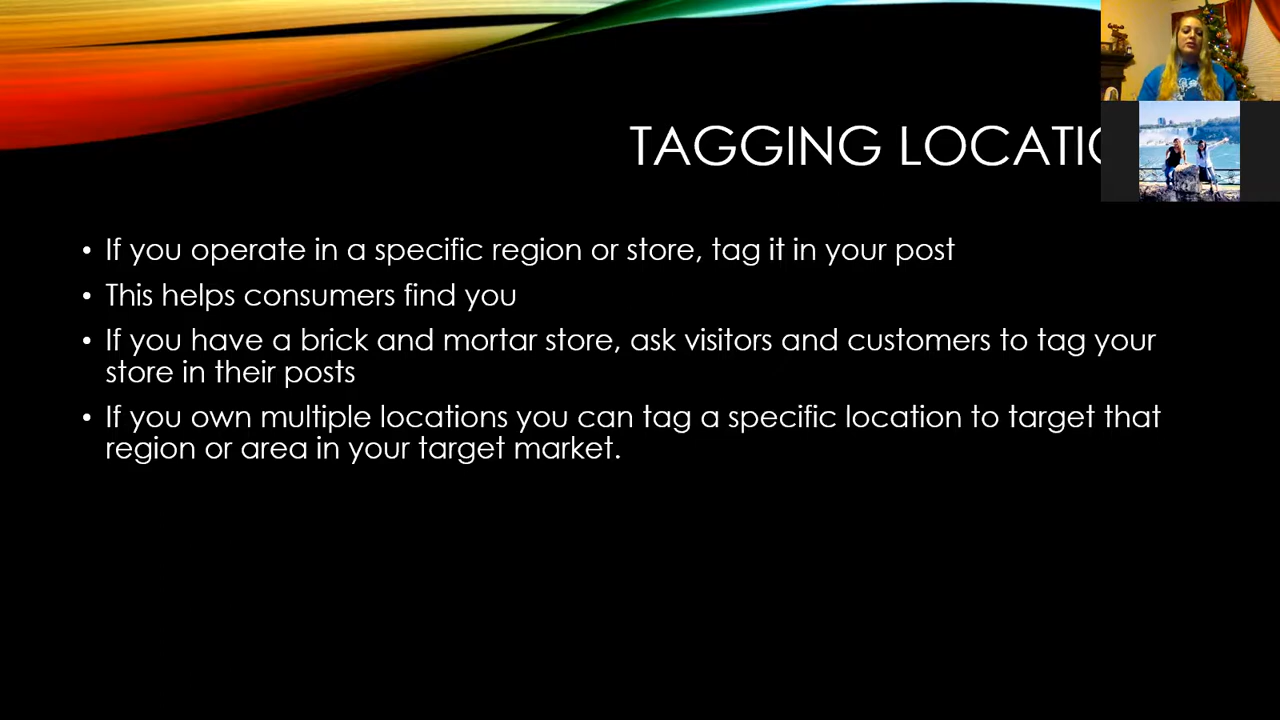 TAGGING
• If you operate in a specific region or store, tag it in your post
• This helps consumers find you
• If you have a brick and mortar store, ask visitors and customers to tag your
store in their posts
• If you own multiple locations you can tag a specific location to target that
region or area in your target market.